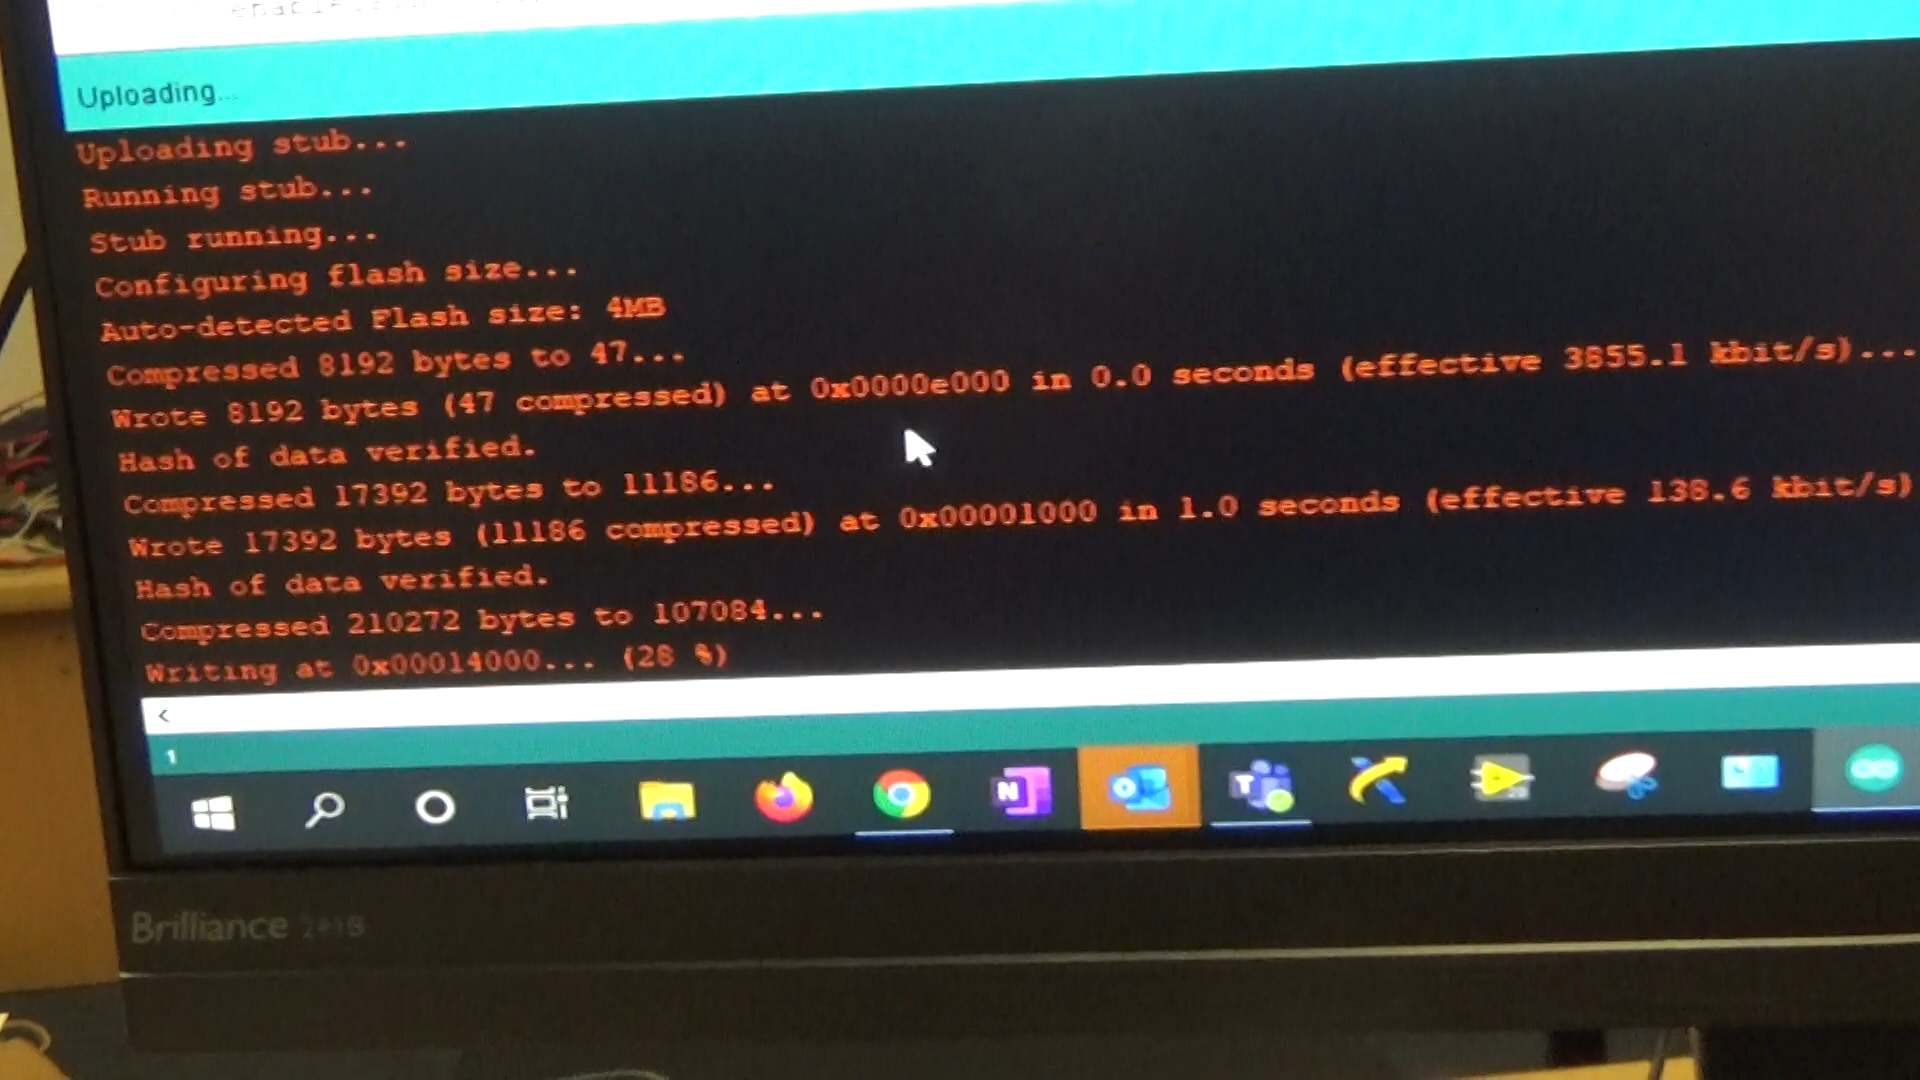 Uploading...
Uploading stub...
Running stub...
Stub running...
Configuring flash size...
Auto-detected Flash size: 4MB
Compressed 8192 bytes to 47...
Wrote 8192 bytes (47 compressed) at 0x0000e000 in 0.0 seconds (effective 3855.1 kbit/s)...
Hash of data verified.
Compressed 17392 bytes to 11186...
Wrote 17392 bytes (11186 compressed) at 0x00001000 in 1.0 seconds (effective 138.6 kbit/s)
Hash of data verified.
Compressed 210272 bytes to 107084...
Writing at 0x00014000... (28 %)
<
1
Brilliance